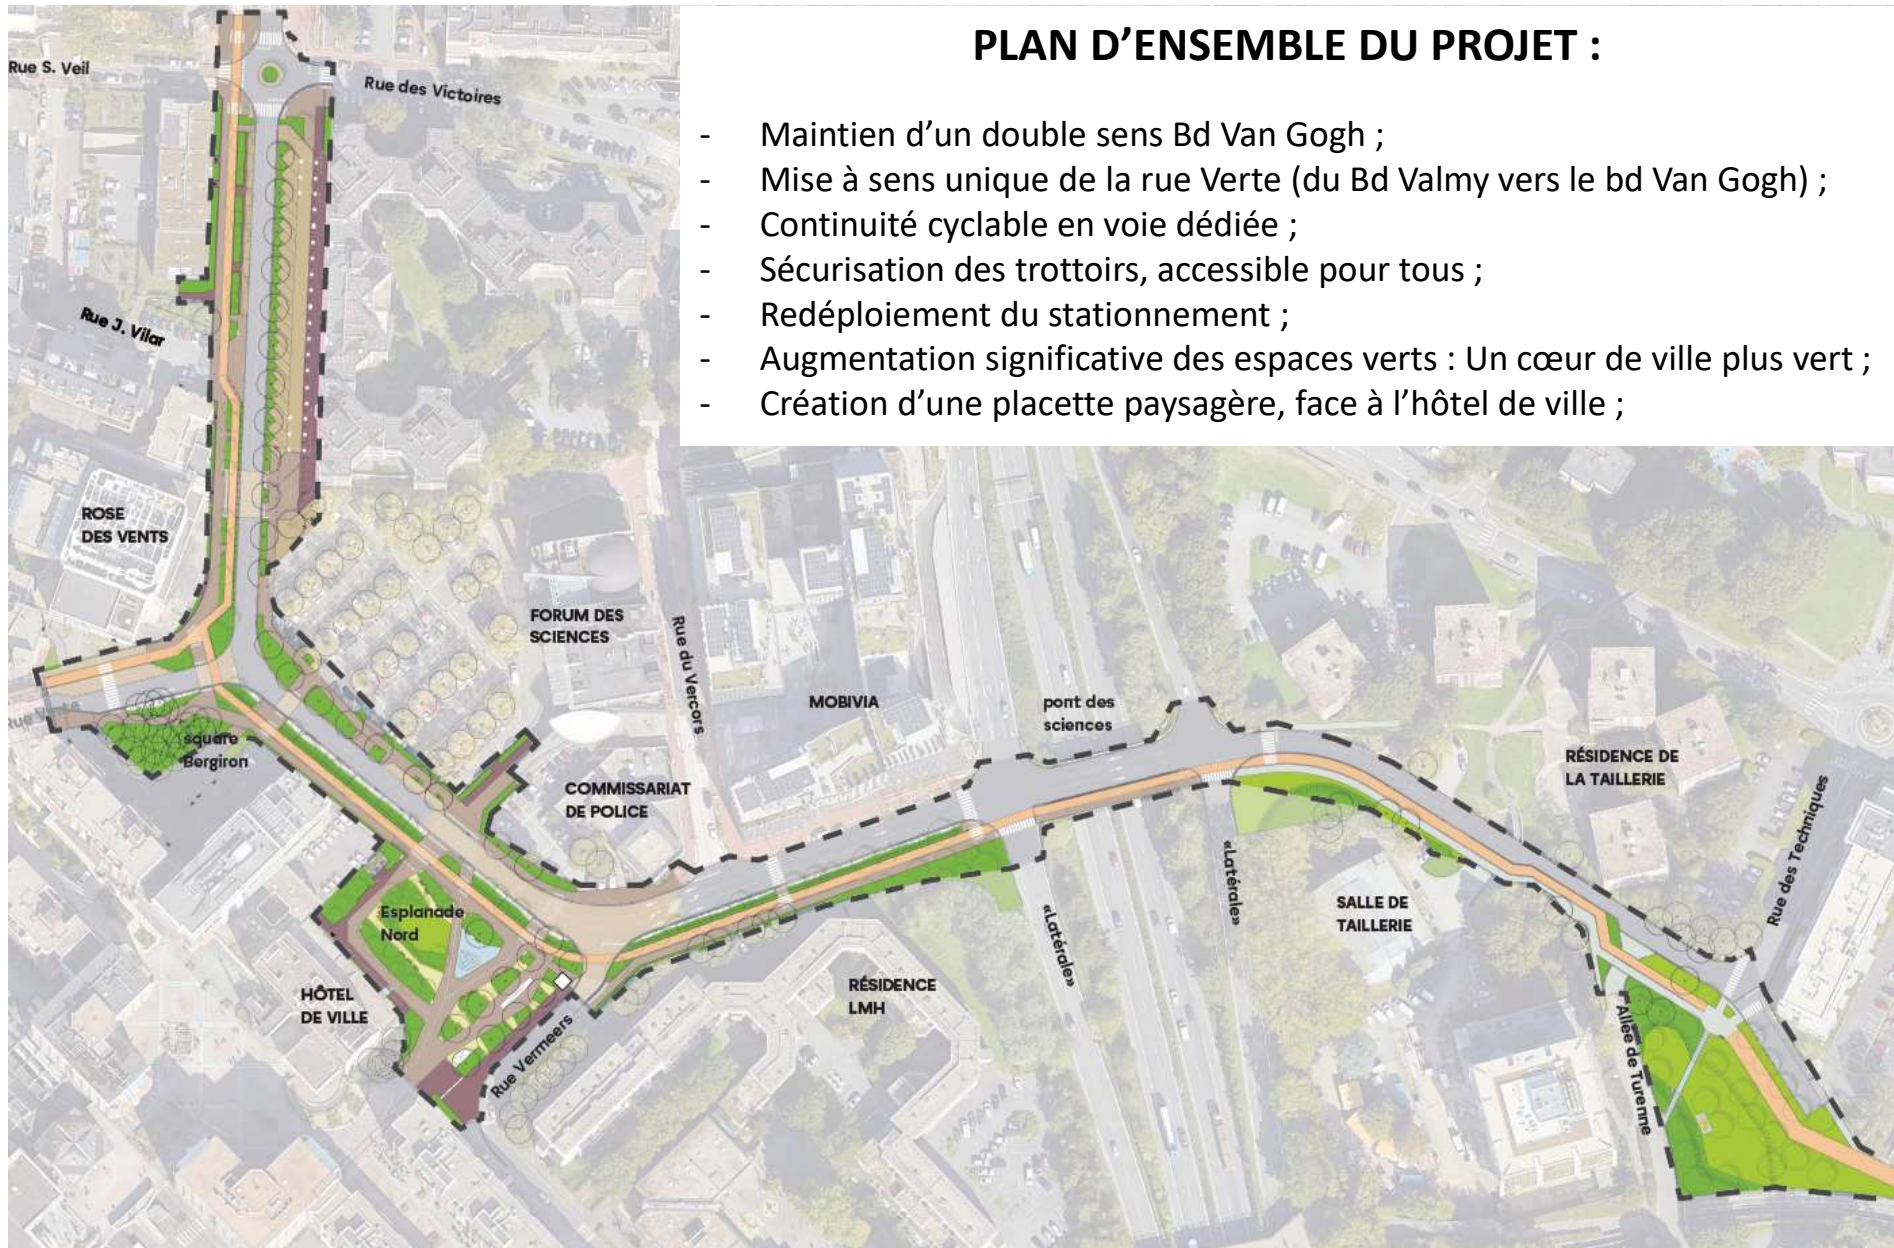 PLAN D’ENSEMBLE DU PROJET :
- Maintien d’un double sens Bd Van Gogh ;
- Mise à sens unique de la rue Verte (du Bd Valmy vers le bd Van Gogh) ;
- Continuité cyclable en voie dédiée ;
- Sécurisation des trottoirs, accessible pour tous ;
- Redéploiement du stationnement ;
- Augmentation significative des espaces verts : Un cœur de ville plus vert ;
- Création d’une placette paysagère, face à l’hôtel de ville ;
Rue S. Veil
Rue des Victoires
Rue J. Vilar
ROSE
DES VENTS
FORUM DES
SCIENCES
Rue du Vercors
MOBIVIA
pont des
sciences
Rue Verte
square
Bergiron
COMMISSARIAT
DE POLICE
RÉSIDENCE DE
LA TAILLERIE
Rue des Techniques
«Latérale»
«Latérale»
SALLE DE
TAILLERIE
Esplanade
Nord
HÔTEL
DE VILLE
RÉSIDENCE
LMH
Rue Vermeers
Allée de Turenne